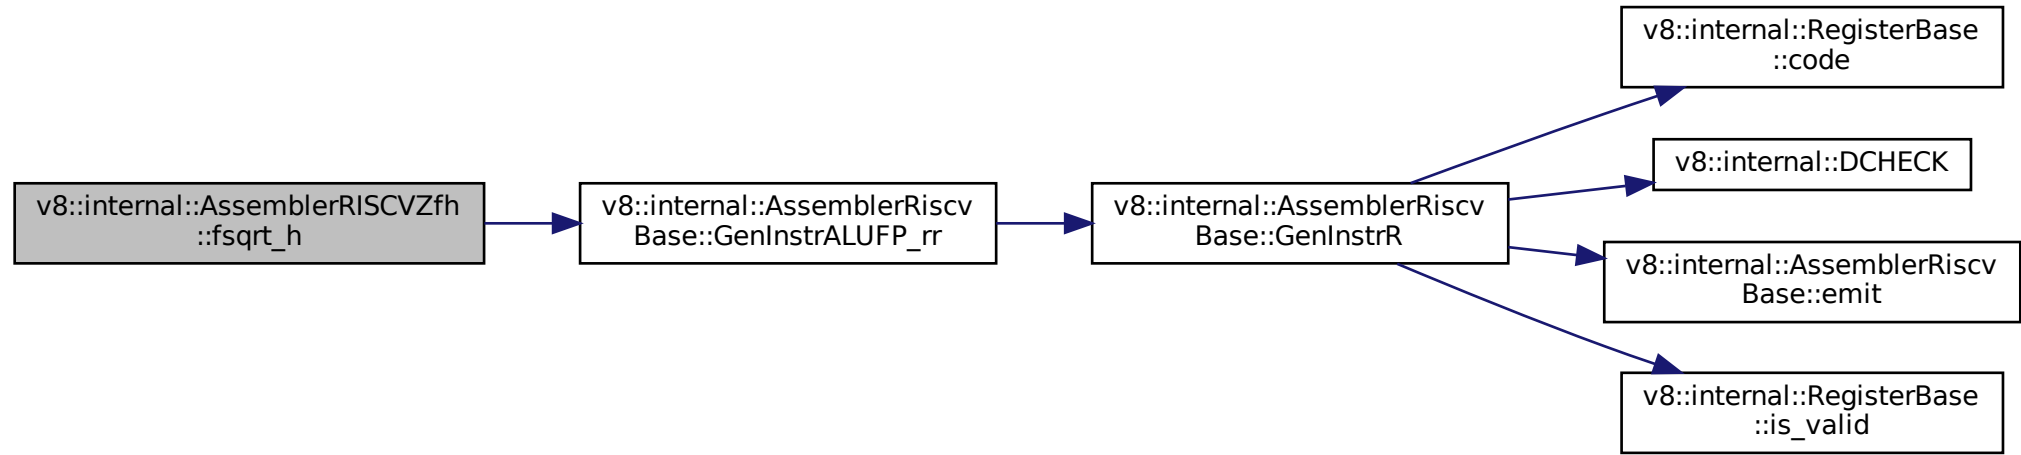 v8::internal::AssemblerRISCVZfh
::fsqrt_h
v8::internal::AssemblerRiscv
Base::GenInstrALUFP_rr
v8::internal::AssemblerRiscv
Base::GenInstrR
v8::internal::RegisterBase
::code
v8::internal::DCHECK
v8::internal::AssemblerRiscv
Base::emit
v8::internal::RegisterBase
::is_valid